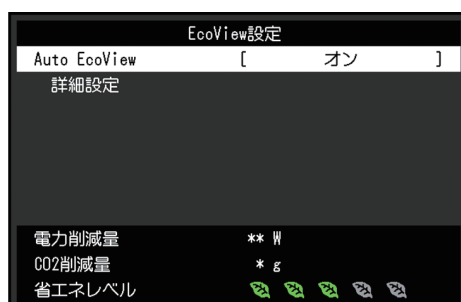 EcoView設定
Auto EcoView [ オン ]
詳細設定
電力削減量 ** W
CO2削減量 * g
省エネレベル